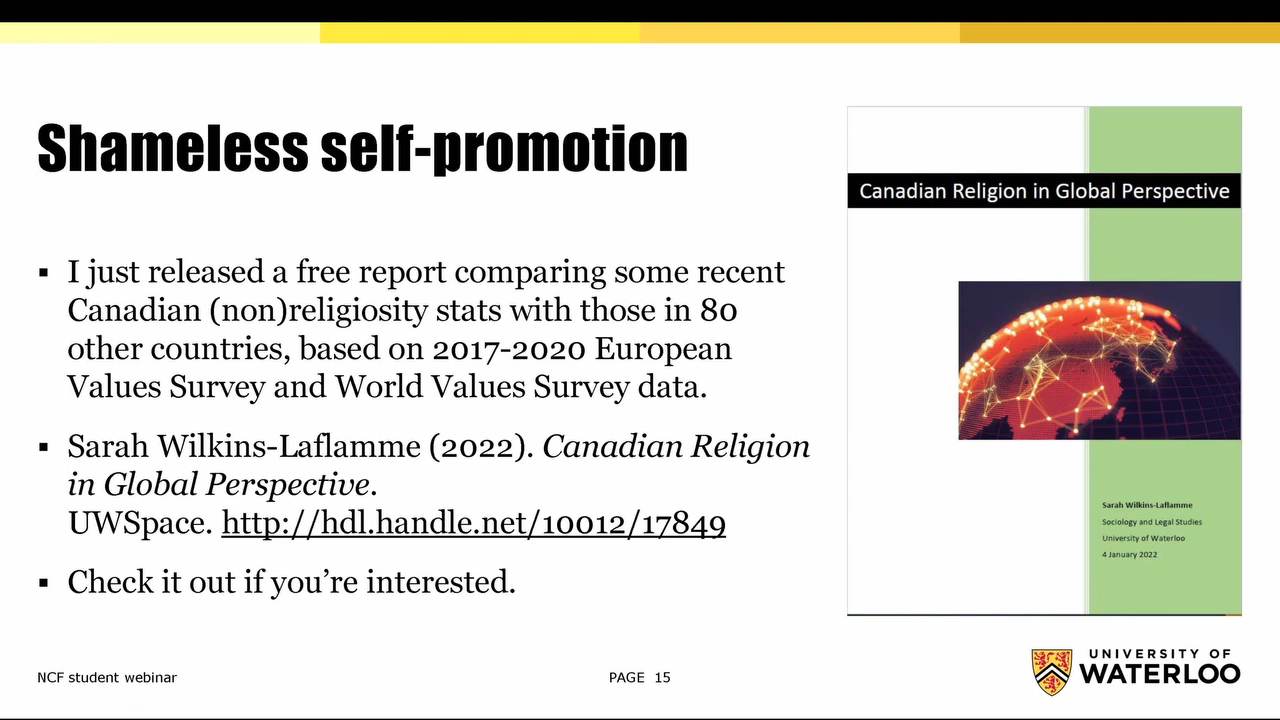 Shameless self-promotion
▪ I just released a free report comparing some recent
Canadian (non)religiosity stats with those in 80
other countries, based on 2017-2020 European
Values Survey and World Values Survey data.
▪ Sarah Wilkins-Laflamme (2022). Canadian Religion
in Global Perspective.
UWSpace. http://hdl.handle.net/10012/17849
▪ Check it out if you’re interested.
Canadian Religion in Global Perspective
Sarah Wilkins-Laflamme
Sociology and Legal Studies
University of Waterloo
4 January 2022
NCF student webinar
PAGE 15
UNIVERSITY OF
WATERLOO